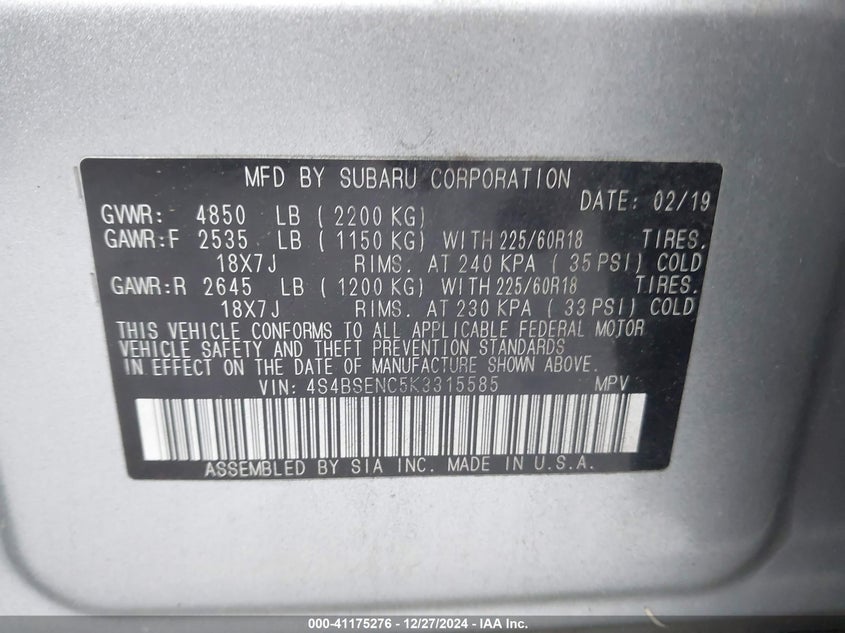 MFD BY SUBARU CORPORATION
DATE: 02/19
GVWR: 4850 LB ( 2200 KG)
GAWR:F 2535 LB ( 1150 KG) WITH 225/60R18 TIRES.
18X7J RIMS. AT 240 KPA ( 35 PSI) COLD
GAWR:R 2645 LB ( 1200 KG) WITH 225/60R18 TIRES.
18X7J RIMS. AT 230 KPA ( 33 PSI) COLD
THIS VEHICLE CONFORMS TO ALL APPLICABLE FEDERAL MOTOR
VEHICLE SAFETY AND THEFT PREVENTION STANDARDS
IN EFFECT ON THE DATE OF MANUFACTURE SHOWN ABOVE.
VIN: 4S4BSENC5K3315585 MPV
ASSEMBLED BY SIA INC. MADE IN U.S.A.
000-41175276 - 12/27/2024 - IAA Inc.